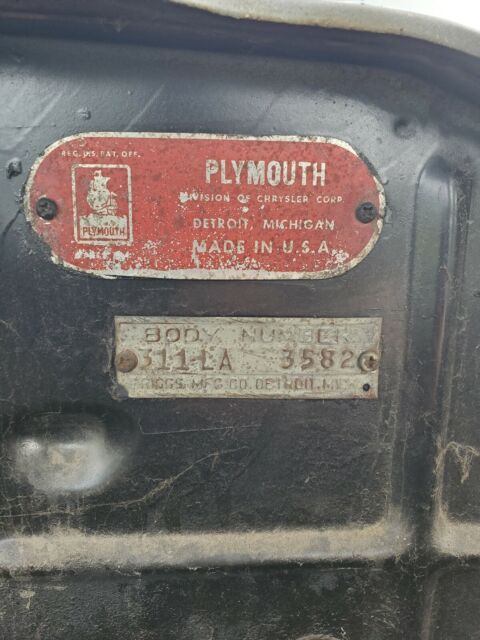 REG. U.S. PAT. OFF.
PLYMOUTH
PLYMOUTH
DIVISION OF CHRYSLER CORP.
DETROIT, MICHIGAN
MADE IN U.S.A.
BODY NUMBER
311-LA 3582
BRIGGS MFG. CO. DETROIT, MICH.